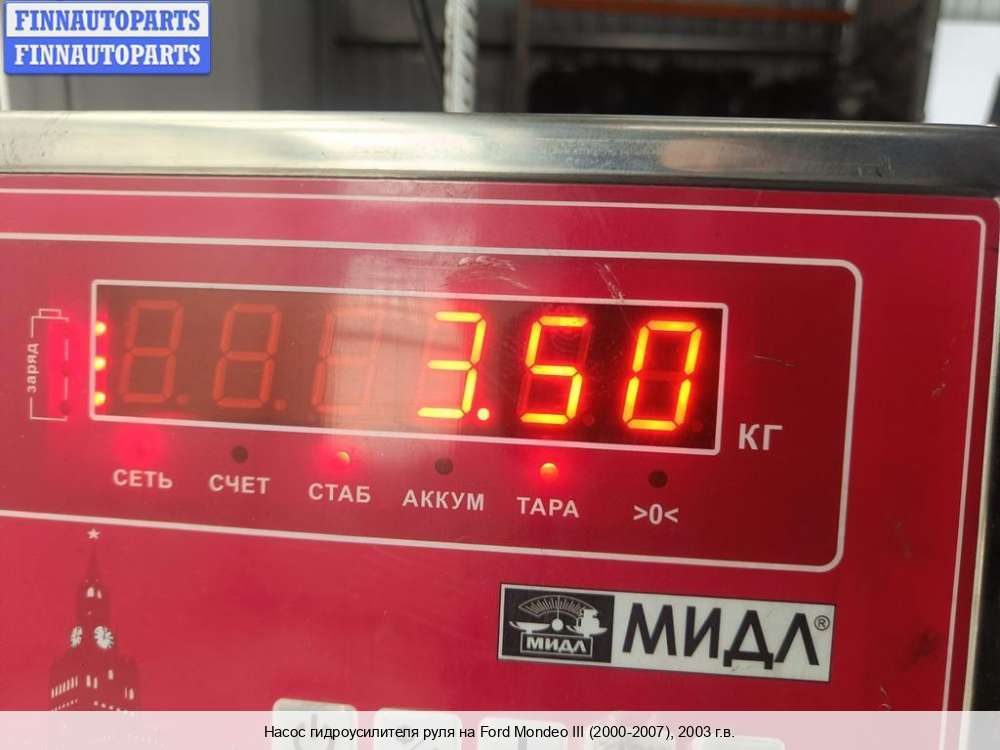 FINNAUTOPARTS
FINNAUTOPARTS
заряд
3.50
КГ
СЕТЬ СЧЕТ СТАБ АККУМ ТАРА >0<
МИДЛ МИДЛ®
Насос гидроусилителя руля на Ford Mondeo III (2000-2007), 2003 г.в.